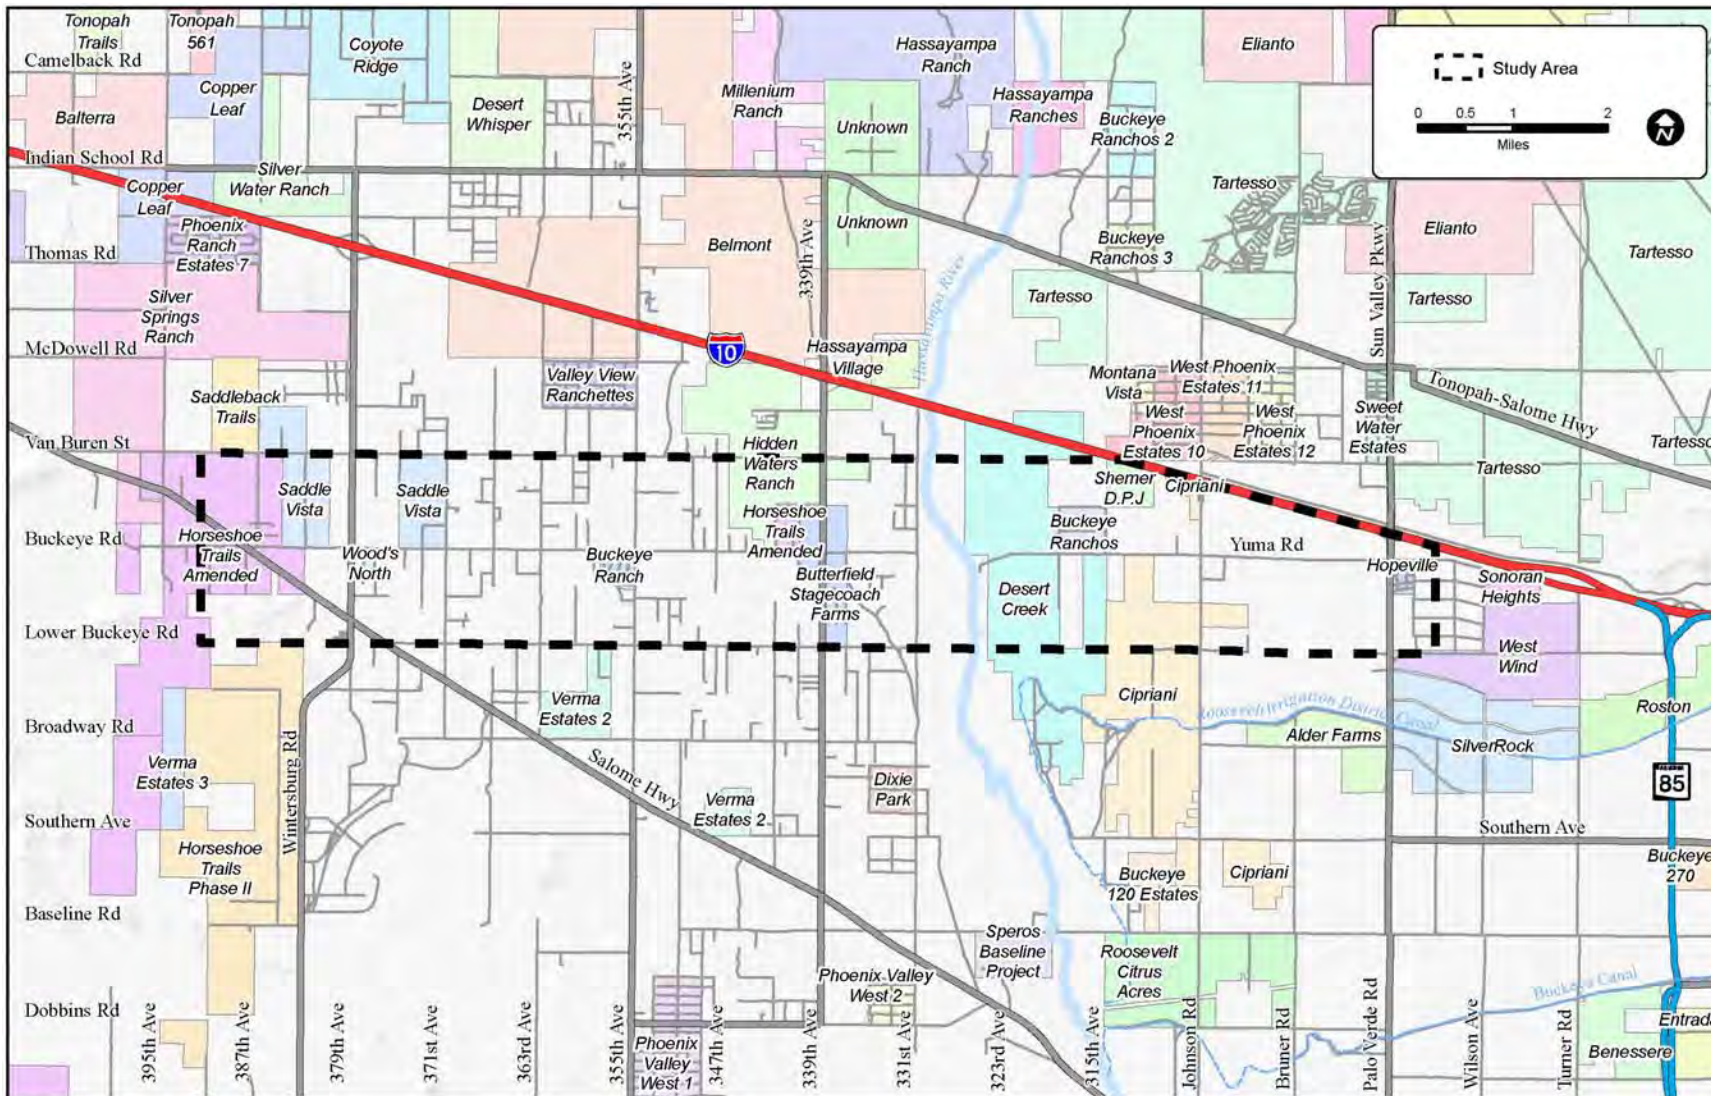 Tonopah
Trails
Tonopah
561
Camelback Rd
Coyote
Ridge
Copper
Leaf
Balterra
Desert
Whisper
355th Ave
Millenium
Ranch
Hassayampa
Ranch
Unknown
Hassayampa
Ranches
Buckeye
Ranchos 2
Elianto
Study Area
0 0.5 1 2
Miles
N
Indian School Rd
Silver
Water Ranch
Copper
Leaf
Phoenix
Ranch
Estates 7
Thomas Rd
Belmont
339th Ave
Unknown
Hassayampa River
Buckeye
Ranchos 3
Tartesso
Sun Valley Pkwy
Elianto
Tartesso
Silver
Springs
Ranch
Tartesso
Tartesso
McDowell Rd
10
Hassayampa
Village
Valley View
Ranchettes
Montana
Vista
West Phoenix
Estates 11
Tonopah-Salome Hwy
Saddleback
Trails
West
Phoenix
Estates 10
West
Phoenix
Estates 12
Sweet
Water
Estates
Van Buren St
Hidden
Waters
Ranch
Tartesso
Tartesso
Saddle
Vista
Saddle
Vista
Shemer
D.P.J
Cipriani
Buckeye Rd
Horseshoe
Trails
Amended
Wood's
North
Buckeye
Ranch
Horseshoe
Trails
Amended
Buckeye
Ranchos
Yuma Rd
Hopeville
Sonoran
Heights
Butterfield
Stagecoach
Farms
Desert
Creek
Lower Buckeye Rd
West
Wind
Verma
Estates 2
Cipriani
Roosevelt Irrigation District Canal
Roston
Broadway Rd
Alder Farms
SilverRock
Verma
Estates 3
Wintersburg Rd
Salome Hwy
Dixie
Park
85
Verma
Estates 2
Southern Ave
Southern Ave
Horseshoe
Trails
Phase II
Buckeye
120 Estates
Cipriani
Buckeye
270
Baseline Rd
Speros
Baseline
Project
Roosevelt
Citrus
Acres
Phoenix Valley
West 2
Buckeye Canal
Dobbins Rd
Phoenix
Valley
West 1
Entrada
Benessere
395th Ave
387th Ave
379th Ave
371st Ave
363rd Ave
355th Ave
347th Ave
339th Ave
331st Ave
323rd Ave
315th Ave
Johnson Rd
Bruner Rd
Palo Verde Rd
Wilson Ave
Turner Rd